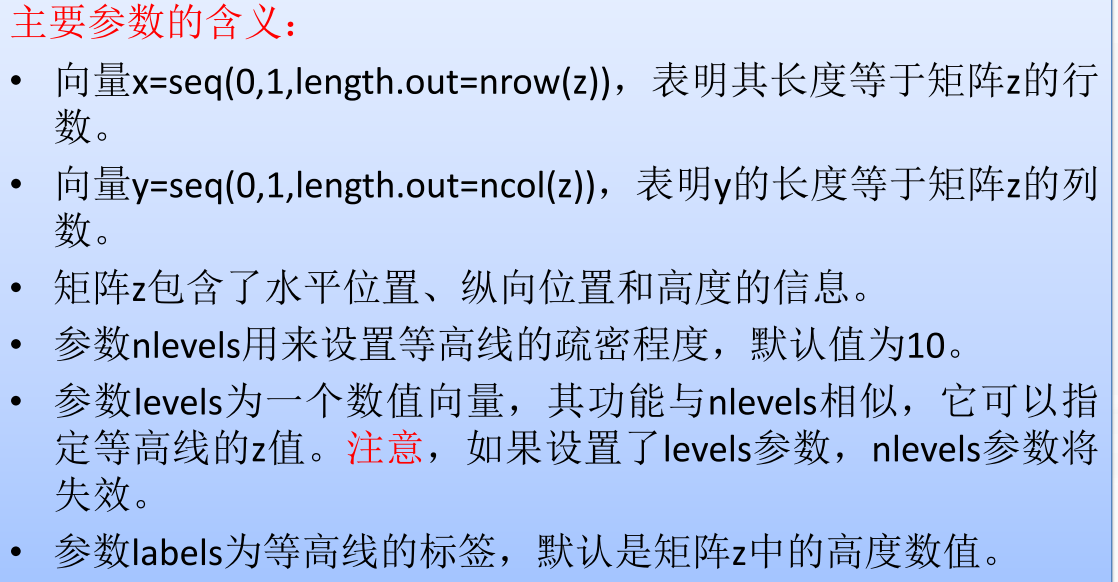 主要参数的含义：
• 向量x=seq(0,1,length.out=nrow(z))，表明其长度等于矩阵z的行
数。
• 向量y=seq(0,1,length.out=ncol(z))，表明y的长度等于矩阵z的列
数。
• 矩阵z包含了水平位置、纵向位置和高度的信息。
• 参数nlevels用来设置等高线的疏密程度，默认值为10。
• 参数levels为一个数值向量，其功能与nlevels相似，它可以指
定等高线的z值。注意，如果设置了levels参数，nlevels参数将
失效。
• 参数labels为等高线的标签，默认是矩阵z中的高度数值。